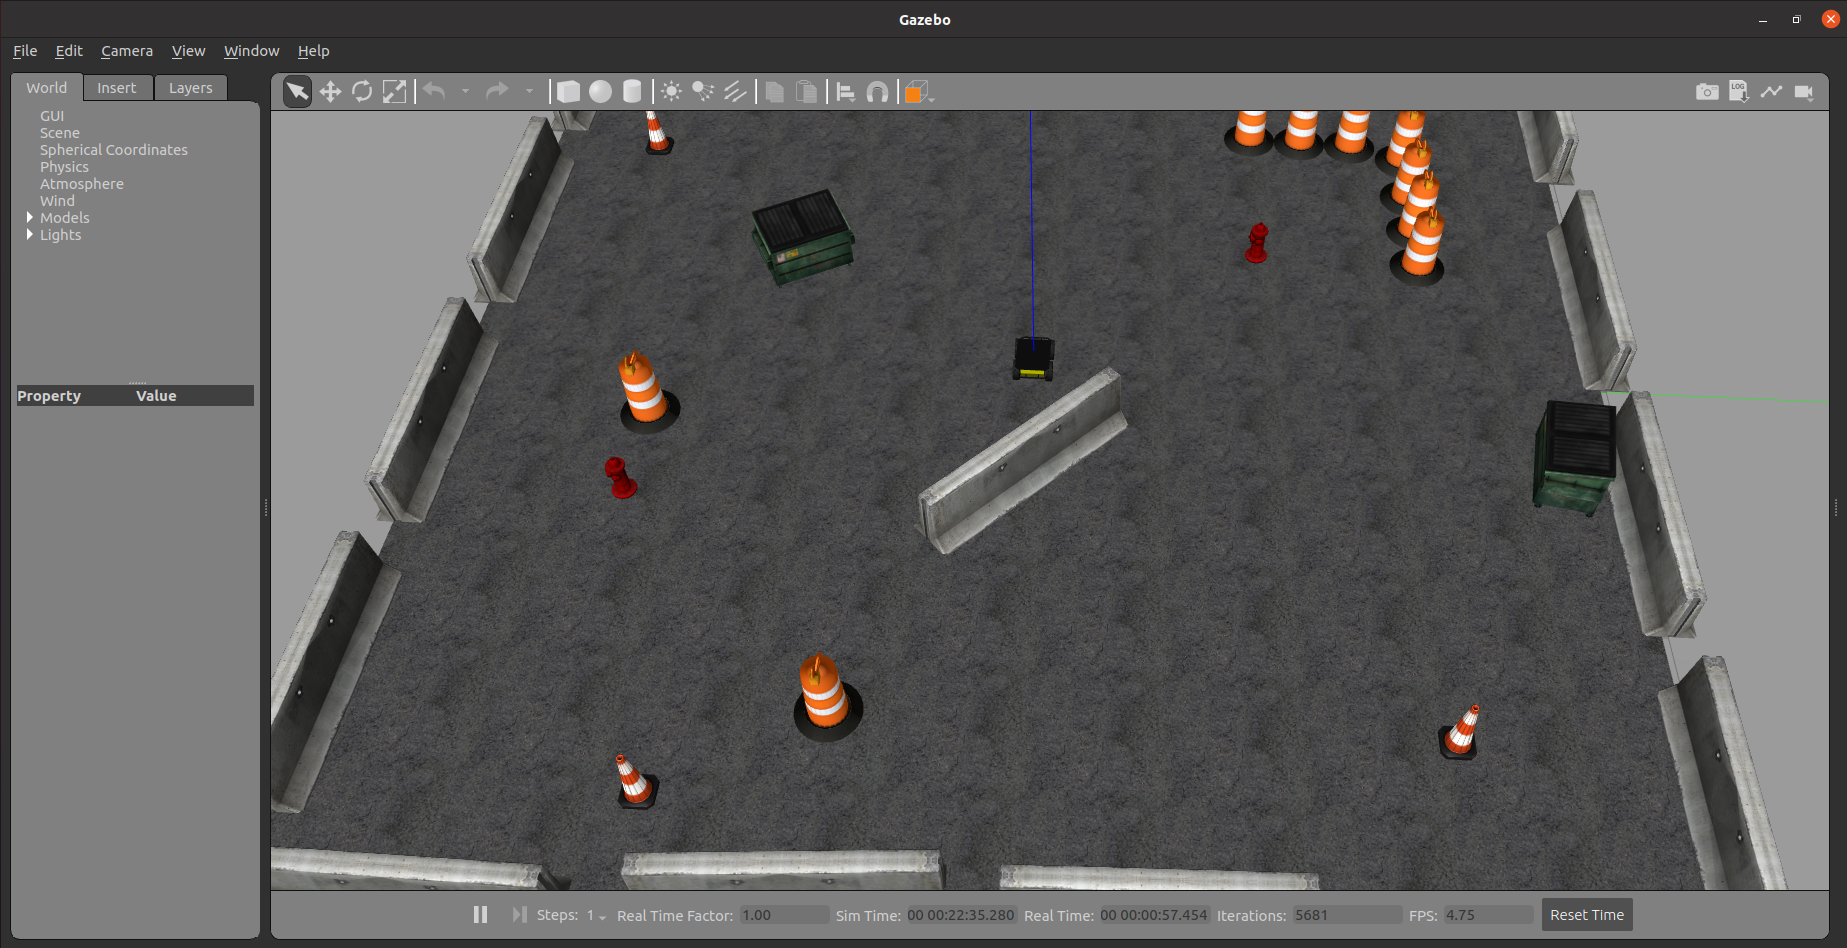 Gazebo
File Edit Camera View Window Help
World Insert Layers
LOG
GUI
Scene
Spherical Coordinates
Physics
Atmosphere
Wind
Models
Lights
Property Value
Steps: 1 Real Time Factor: 1.00 Sim Time: 00 00:22:35.280 Real Time: 00 00:00:57.454 Iterations: 5681 FPS: 4.75 Reset Time